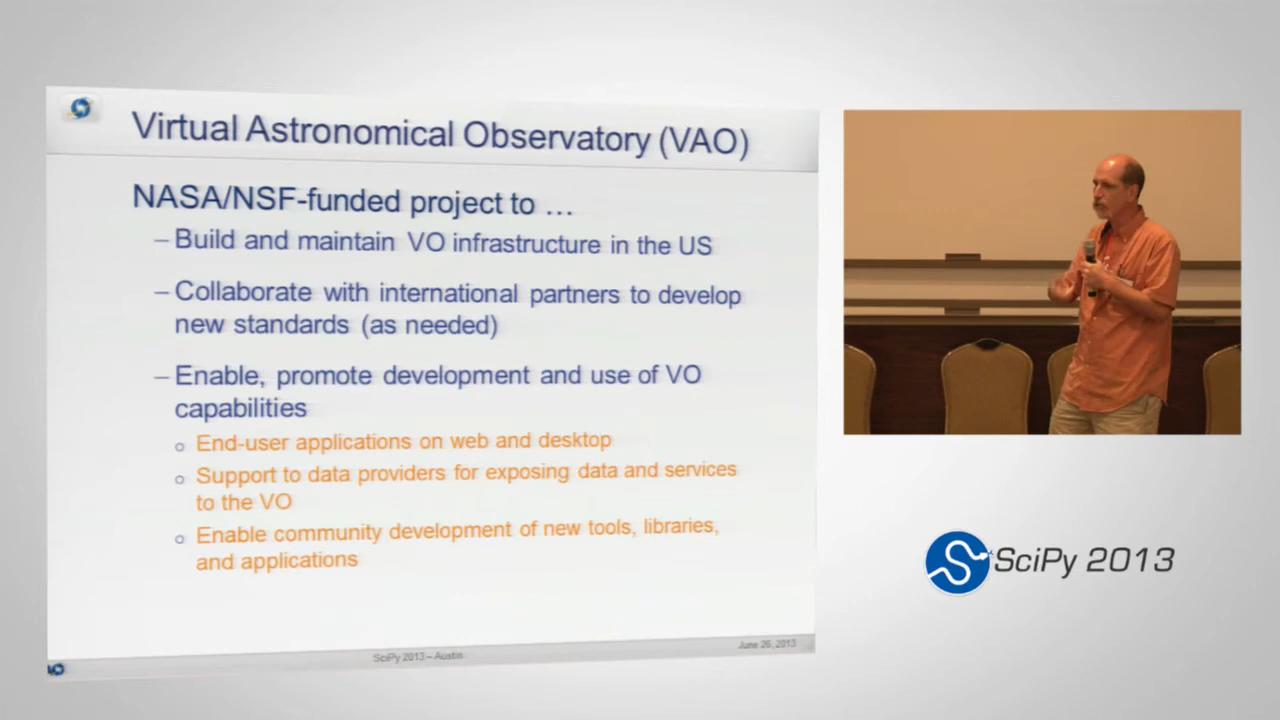 Virtual Astronomical Observatory (VAO)
NASA/NSF-funded project to …
– Build and maintain VO infrastructure in the US
– Collaborate with international partners to develop
new standards (as needed)
– Enable, promote development and use of VO
capabilities
o End-user applications on web and desktop
o Support to data providers for exposing data and services
to the VO
o Enable community development of new tools, libraries,
and applications
SciPy 2013 – Austin
June 26, 2013
SciPy 2013